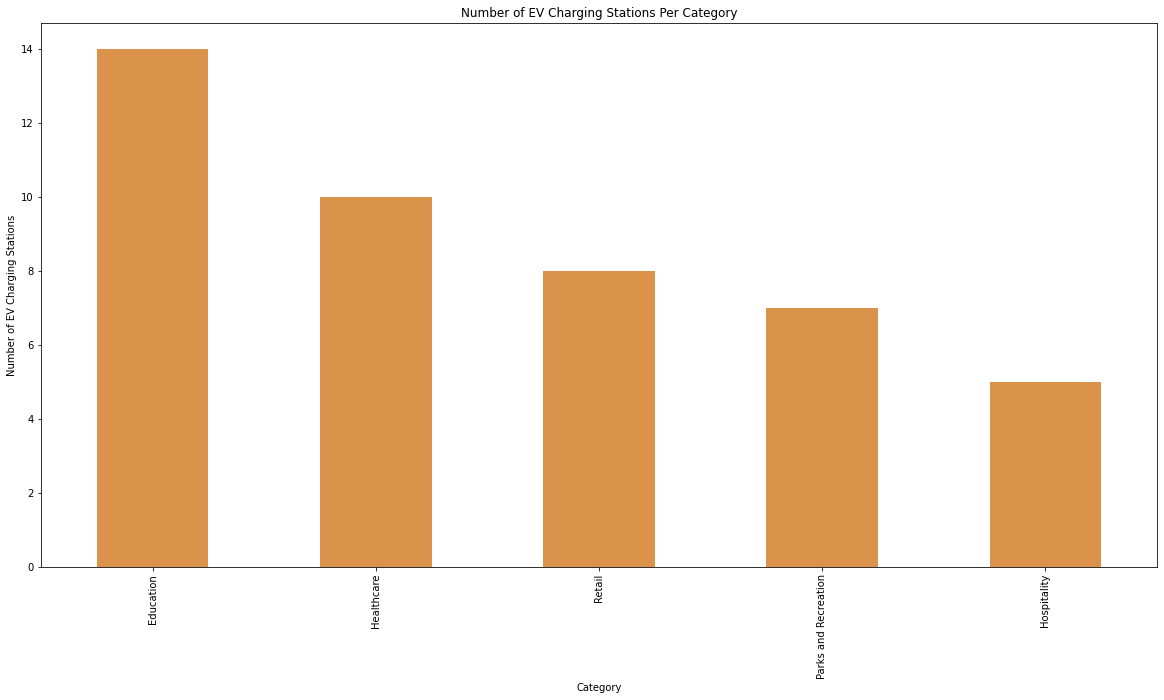 Number of EV Charging Stations Per Category
Number of EV Charging Stations
14
12
10
8
6
4
2
0
Education
Healthcare
Retail
Parks and Recreation
Hospitality
Category